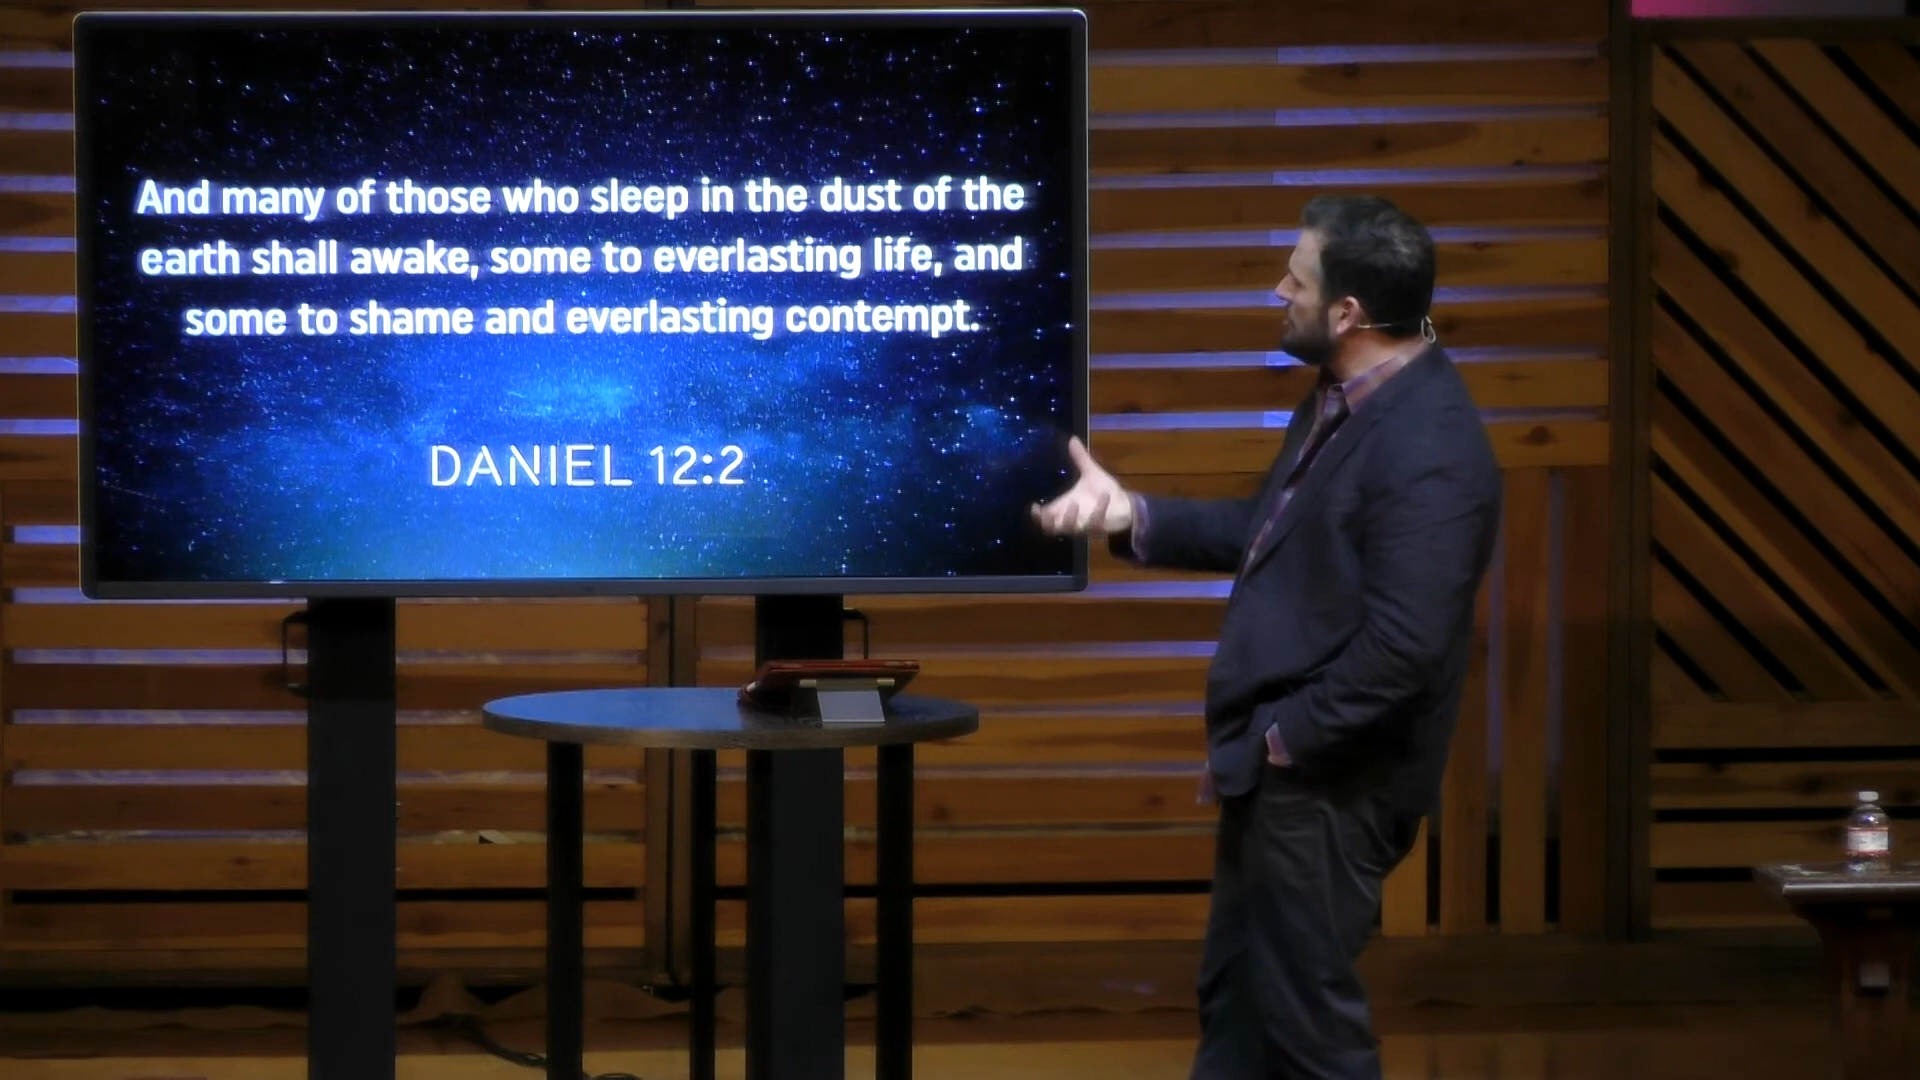 And many of those who sleep in the dust of the
earth shall awake, some to everlasting life, and
some to shame and everlasting contempt.
DANIEL 12:2